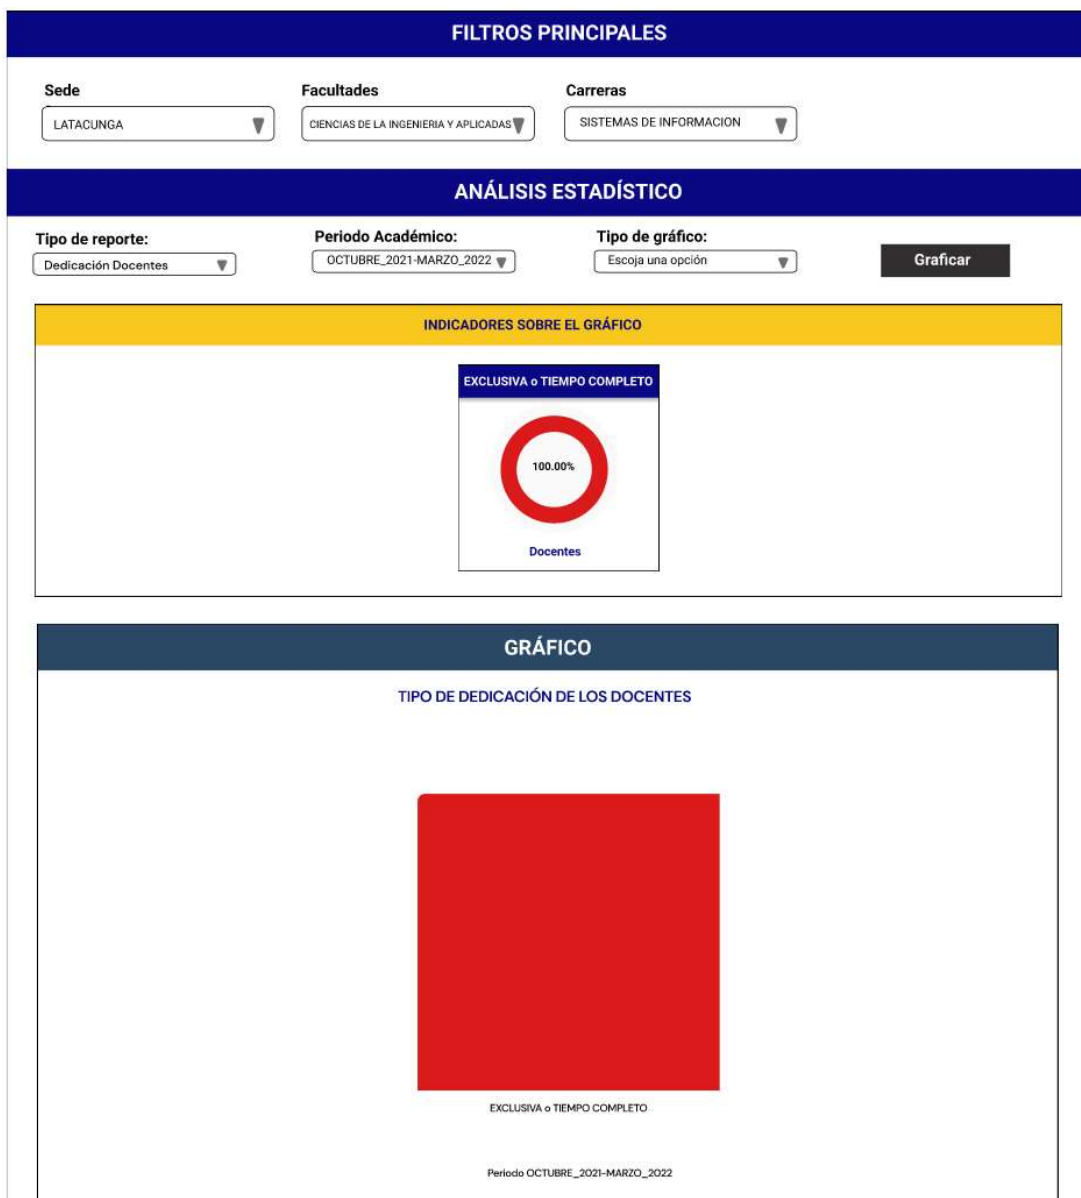 FILTROS PRINCIPALES
Sede Facultades Carreras
LATACUNGA CIENCIAS DE LA INGENIERIA Y APLICADAS SISTEMAS DE INFORMACION
ANÁLISIS ESTADÍSTICO
Tipo de reporte: Periodo Académico: Tipo de gráfico:
Dedicación Docentes OCTUBRE_2021-MARZO_2022 Escoja una opción Graficar
INDICADORES SOBRE EL GRÁFICO
EXCLUSIVA o TIEMPO COMPLETO
100.00%
Docentes
GRÁFICO
TIPO DE DEDICACIÓN DE LOS DOCENTES
EXCLUSIVA o TIEMPO COMPLETO
Periodo OCTUBRE_2021-MARZO_2022